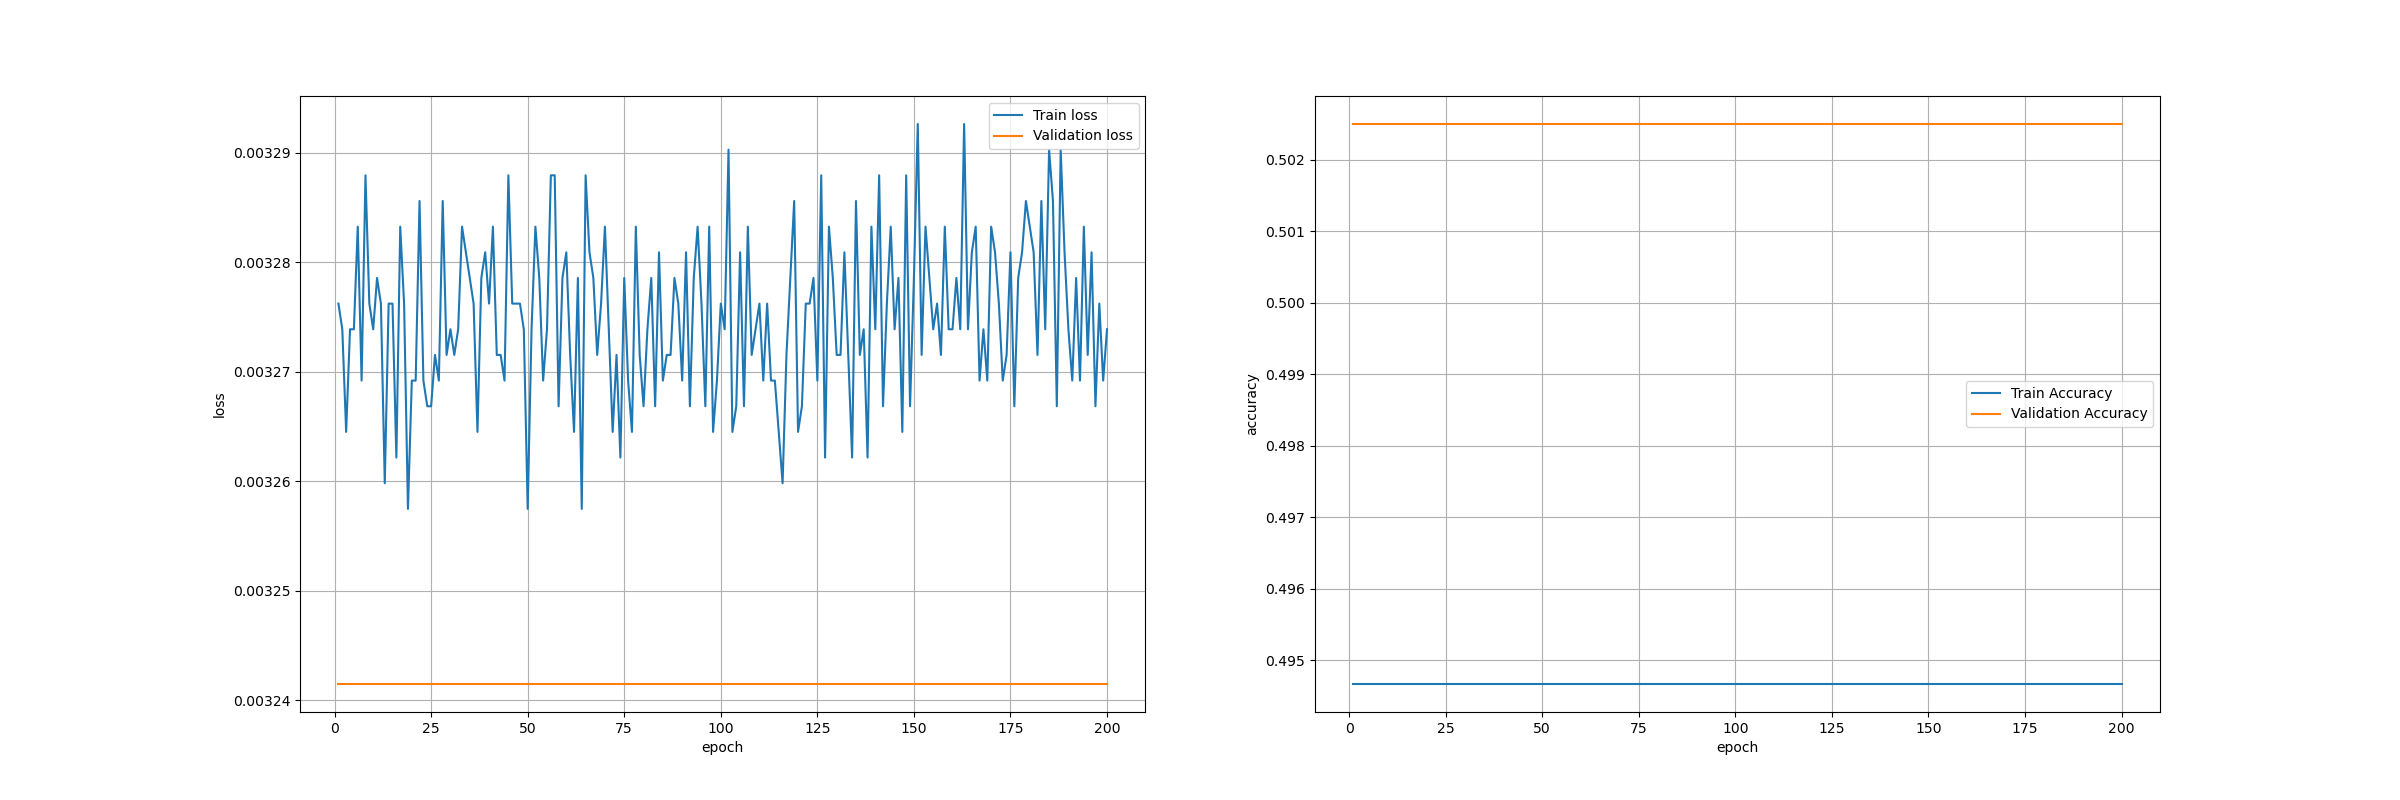 Train loss
Validation loss
0.00329
0.00328
0.00327
0.00326
0.00325
0.00324
loss
0 25 50 75 100 125 150 175 200
epoch
0.502
0.501
0.500
0.499
0.498
0.497
0.496
0.495
accuracy
Train Accuracy
Validation Accuracy
0 25 50 75 100 125 150 175 200
epoch